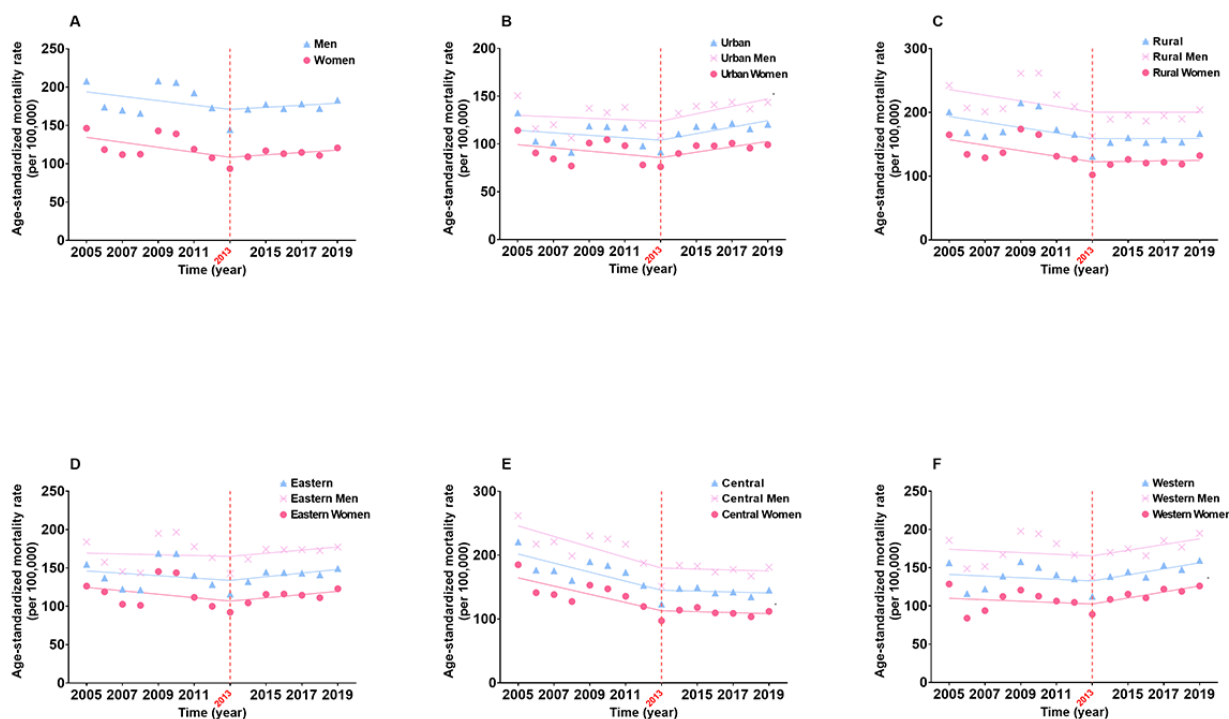 A
Men
Women
Age-standardized mortality rate
(per 100,000)
250
200
150
100
50
0
2005 2007 2009 2011 2013 2015 2017 2019
Time (year)
B
Urban
Urban Men
Urban Women
Age-standardized mortality rate
(per 100,000)
200
150
100
50
0
2005 2007 2009 2011 2013 2015 2017 2019
Time (year)
C
Rural
Rural Men
Rural Women
Age-standardized mortality rate
(per 100,000)
300
200
100
0
2005 2007 2009 2011 2013 2015 2017 2019
Time (year)
D
Eastern
Eastern Men
Eastern Women
Age-standardized mortality rate
(per 100,000)
250
200
150
100
50
0
2005 2007 2009 2011 2013 2015 2017 2019
Time (year)
E
Central
Central Men
Central Women
Age-standardized mortality rate
(per 100,000)
300
200
100
0
2005 2007 2009 2011 2013 2015 2017 2019
Time (year)
F
Western
Western Men
Western Women
Age-standardized mortality rate
(per 100,000)
250
200
150
100
50
0
2005 2007 2009 2011 2013 2015 2017 2019
Time (year)